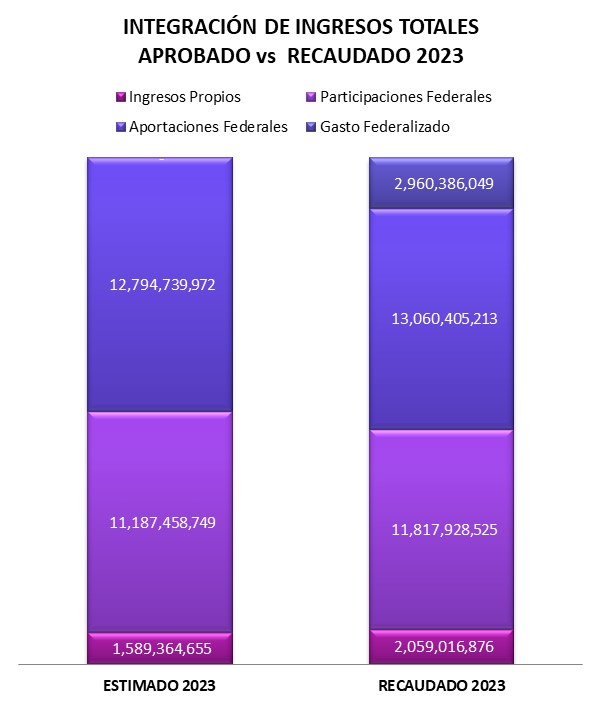 INTEGRACIÓN DE INGRESOS TOTALES
APROBADO vs RECAUDADO 2023
Ingresos Propios
Participaciones Federales
Aportaciones Federales
Gasto Federalizado
-
12,794,739,972
11,187,458,749
1,589,364,655
2,960,386,049
13,060,405,213
11,817,928,525
2,059,016,876
ESTIMADO 2023
RECAUDADO 2023